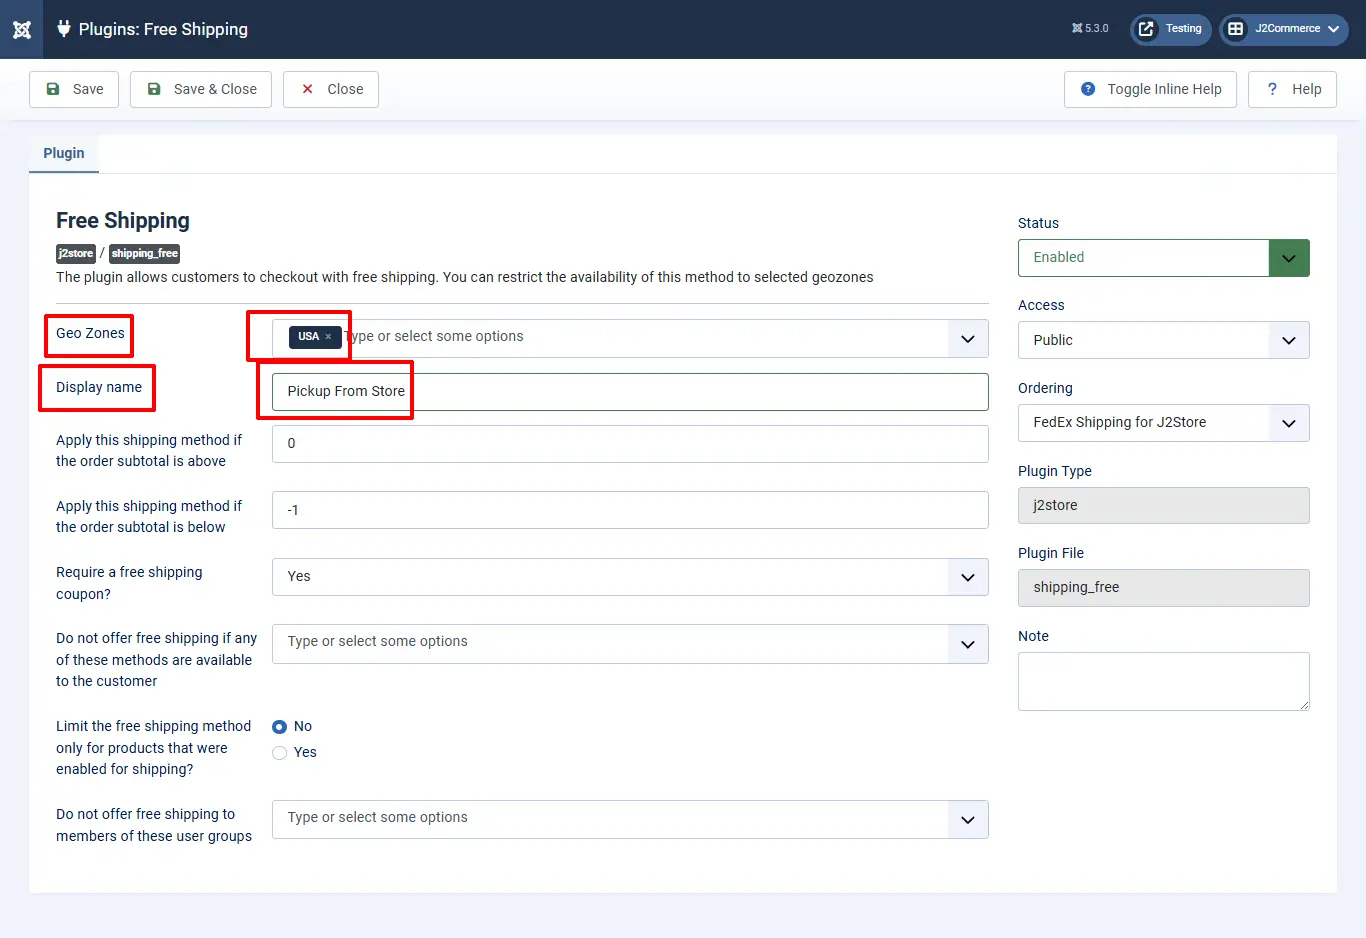 Plugins: Free Shipping
5.3.0
Testing
J2Commerce
Save
Save & Close
Close
Toggle Inline Help
Help
Plugin
Free Shipping
j2store / shipping_free
The plugin allows customers to checkout with free shipping. You can restrict the availability of this method to selected geozones
Geo Zones
USA × Type or select some options
Display name
Pickup From Store
Apply this shipping method if
the order subtotal is above
0
Apply this shipping method if
the order subtotal is below
-1
Require a free shipping
coupon?
Yes
Do not offer free shipping if any
of these methods are available
to the customer
Type or select some options
Limit the free shipping method
only for products that were
enabled for shipping?
No
Yes
Do not offer free shipping to
members of these user groups
Type or select some options
Status
Enabled
Access
Public
Ordering
FedEx Shipping for J2Store
Plugin Type
j2store
Plugin File
shipping_free
Note